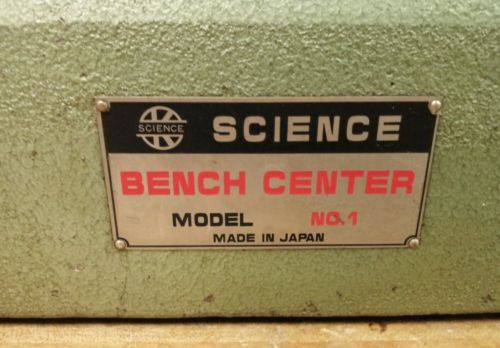 SCIENCE SCIENCE
BENCH CENTER
MODEL NO.1
MADE IN JAPAN